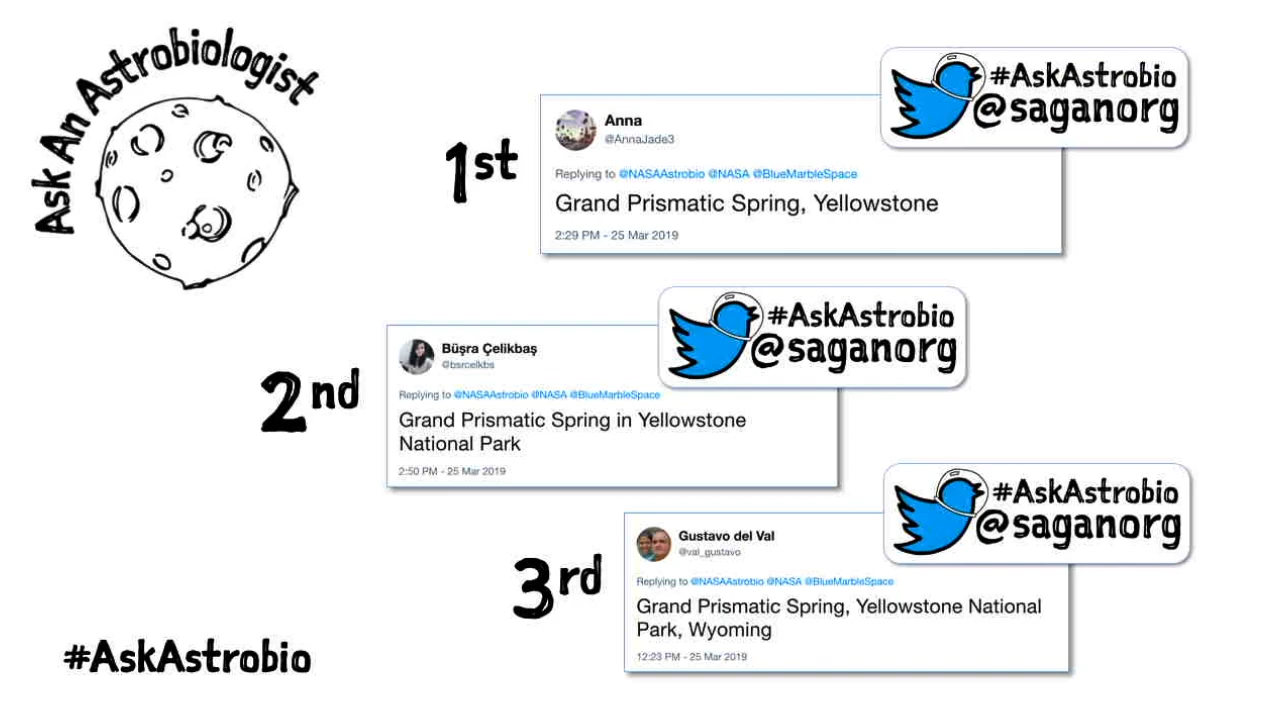 Ask An Astrobiologist
1st
Anna
@AnnaJade3
Replying to @NASAAstrobio @NASA @BlueMarbleSpace
Grand Prismatic Spring, Yellowstone
2:29 PM - 25 Mar 2019
#AskAstrobio
@saganorg
2nd
Büşra Çelikbaş
@bsrcelkbs
Replying to @NASAAstrobio @NASA @BlueMarbleSpace
Grand Prismatic Spring in Yellowstone
National Park
2:50 PM - 25 Mar 2019
#AskAstrobio
@saganorg
3rd
Gustavo del Val
@val_gustavo
Replying to @NASAAstrobio @NASA @BlueMarbleSpace
Grand Prismatic Spring, Yellowstone National
Park, Wyoming
12:23 PM - 25 Mar 2019
#AskAstrobio
@saganorg
#AskAstrobio